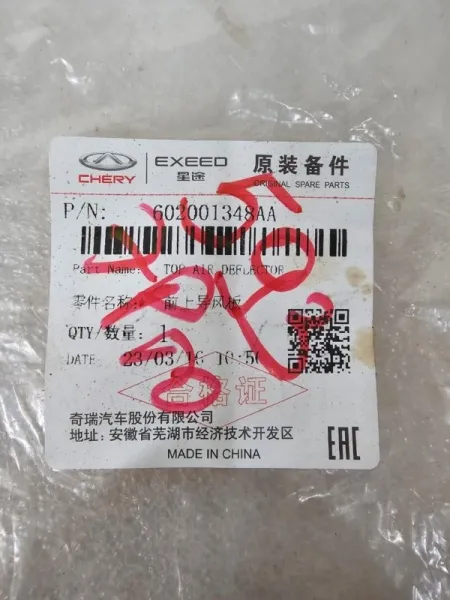 CHERY
EXEED
星途
原装备件
ORIGINAL SPARE PARTS
P/N: 602001348AA
Part Name: TOP AIR DEFLECTOR
零件名称: 前上导风板
QTY/数量: 1
DATE 23/03/16
合格证
奇瑞汽车股份有限公司
地址: 安徽省芜湖市经济技术开发区
MADE IN CHINA
EAC